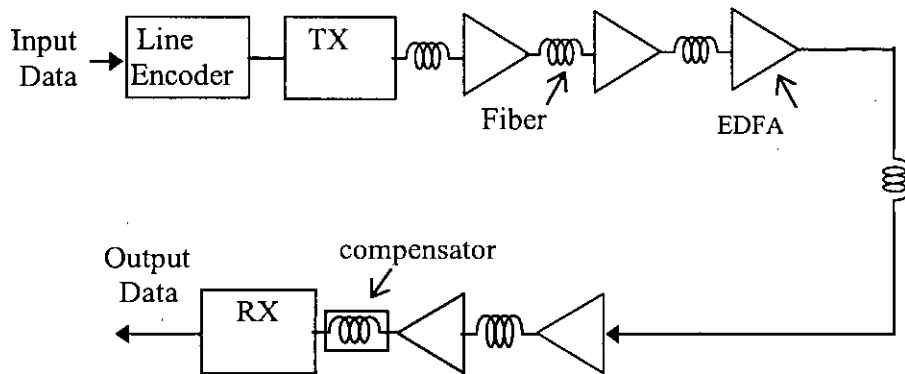 Input
Data
Line
Encoder
TX
Fiber
EDFA
compensator
Output
Data
RX